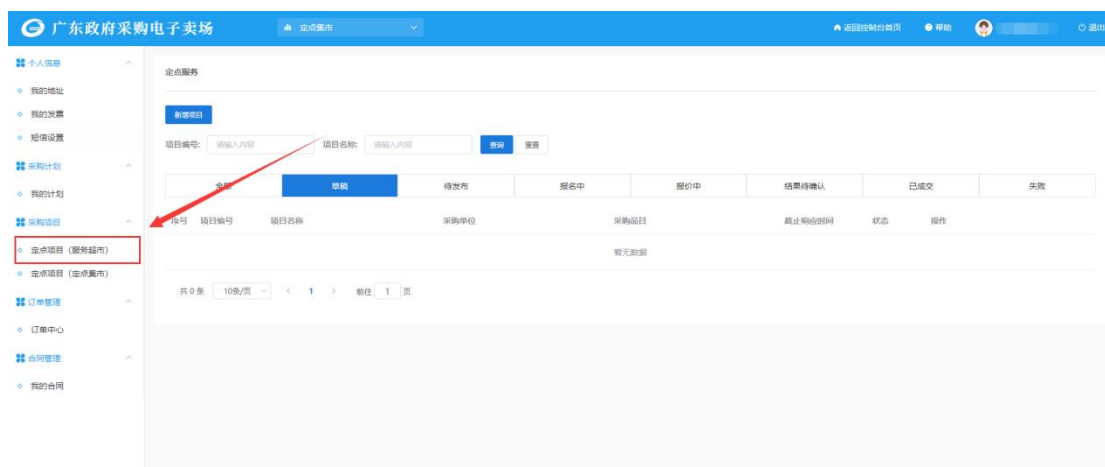 广东政府采购电子卖场 定点集市 返回控制台首页 帮助 退出
个人信息
我的地址
我的发票
短信设置
采购计划
我的计划
采购项目
定点项目（服务超市）
定点项目（定点集市）
订单管理
订单中心
合同管理
我的合同
定点服务
新增项目
项目编号: 请输入内容 项目名称: 请输入内容 查询 重置
全部 草稿 待发布 报名中 报价中 结果待确认 已成交 失败
序号 项目编号 项目名称 采购单位 采购品目 截止响应时间 状态 操作
暂无数据
共 0 条 10条/页 < 1 > 前往 1 页